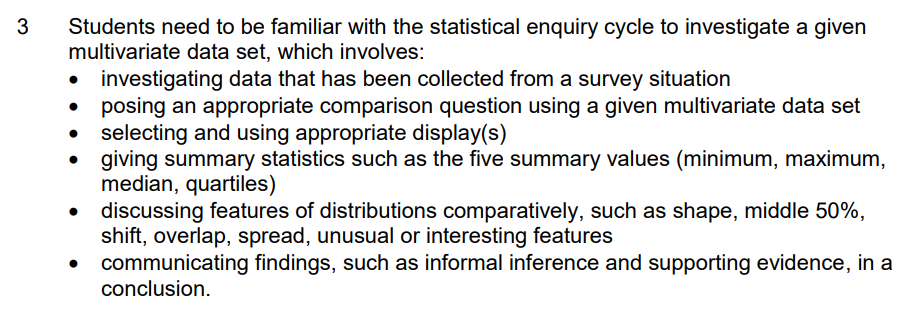 3 Students need to be familiar with the statistical enquiry cycle to investigate a given
multivariate data set, which involves:
• investigating data that has been collected from a survey situation
• posing an appropriate comparison question using a given multivariate data set
• selecting and using appropriate display(s)
• giving summary statistics such as the five summary values (minimum, maximum,
median, quartiles)
• discussing features of distributions comparatively, such as shape, middle 50%,
shift, overlap, spread, unusual or interesting features
• communicating findings, such as informal inference and supporting evidence, in a
conclusion.